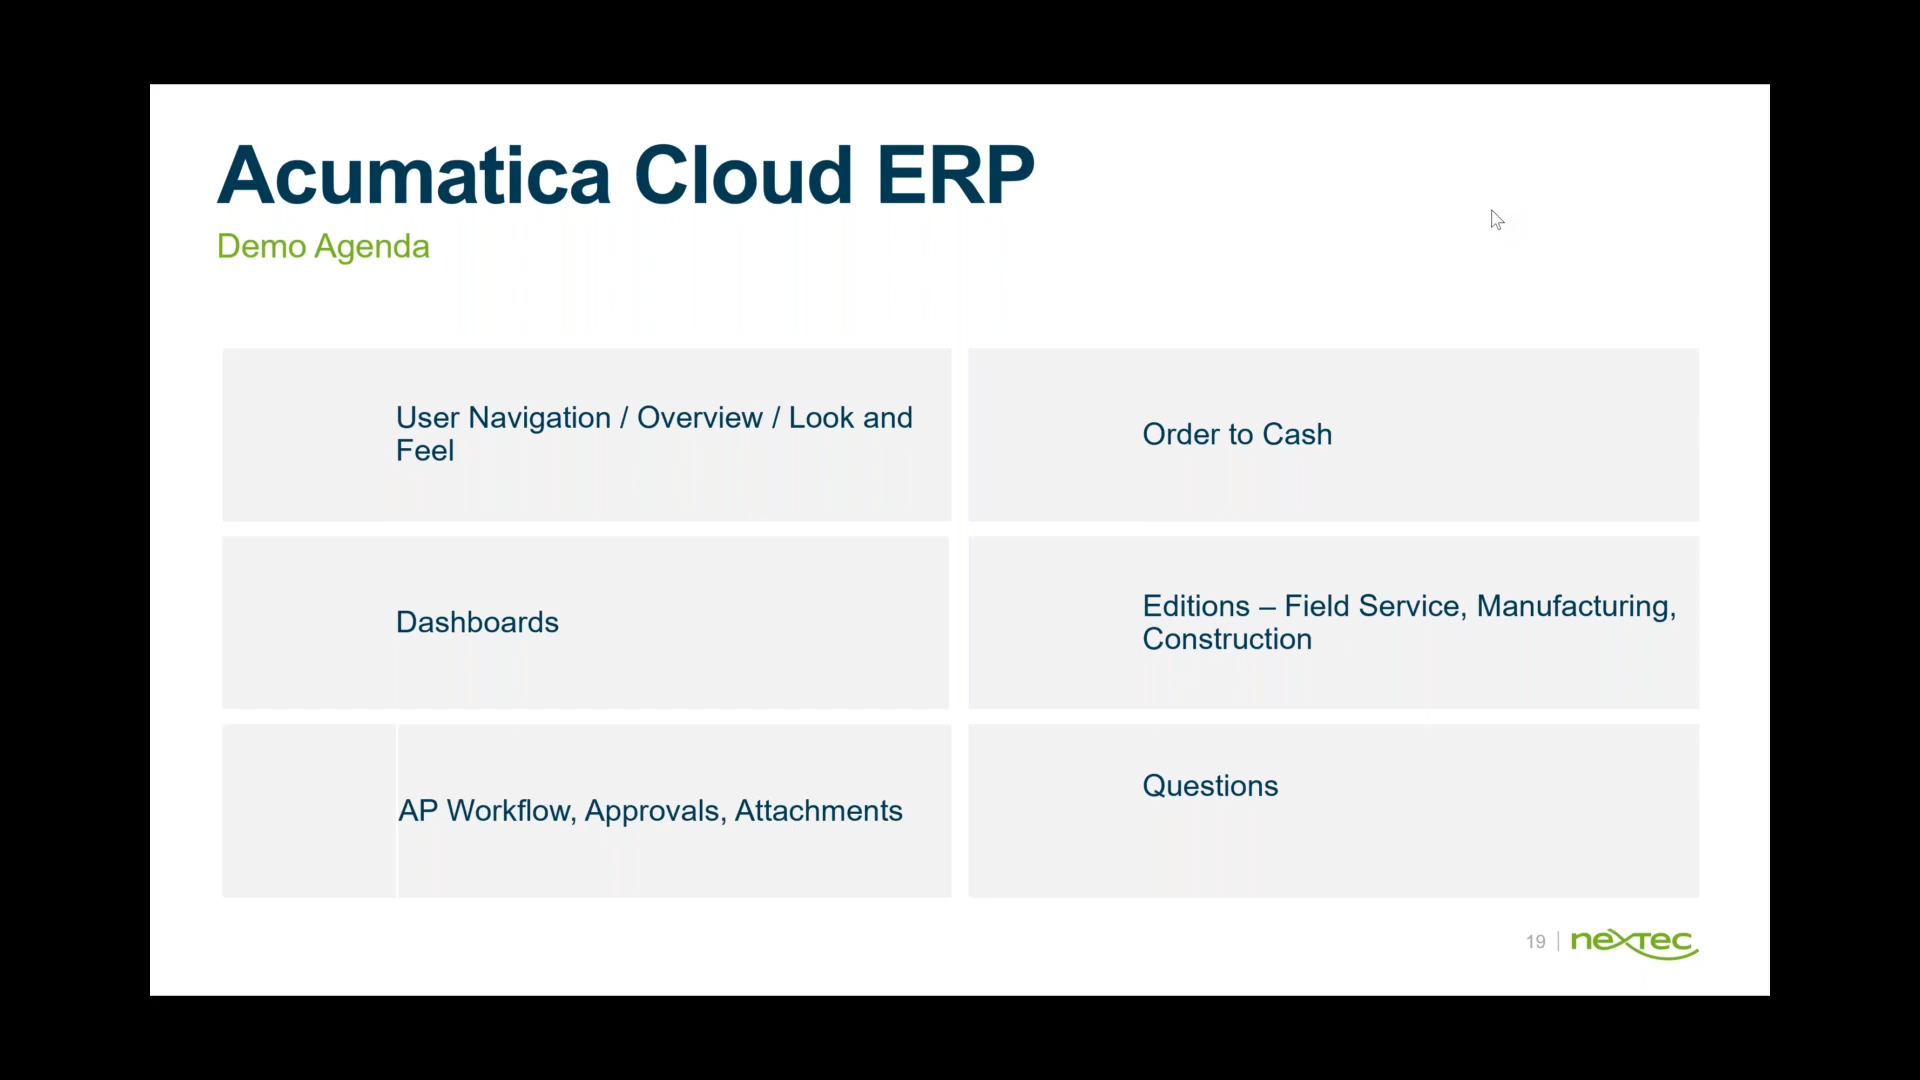 Acumatica Cloud ERP
Demo Agenda
User Navigation / Overview / Look and
Feel
Order to Cash
Dashboards
Editions – Field Service, Manufacturing,
Construction
AP Workflow, Approvals, Attachments
Questions
19
nexTec